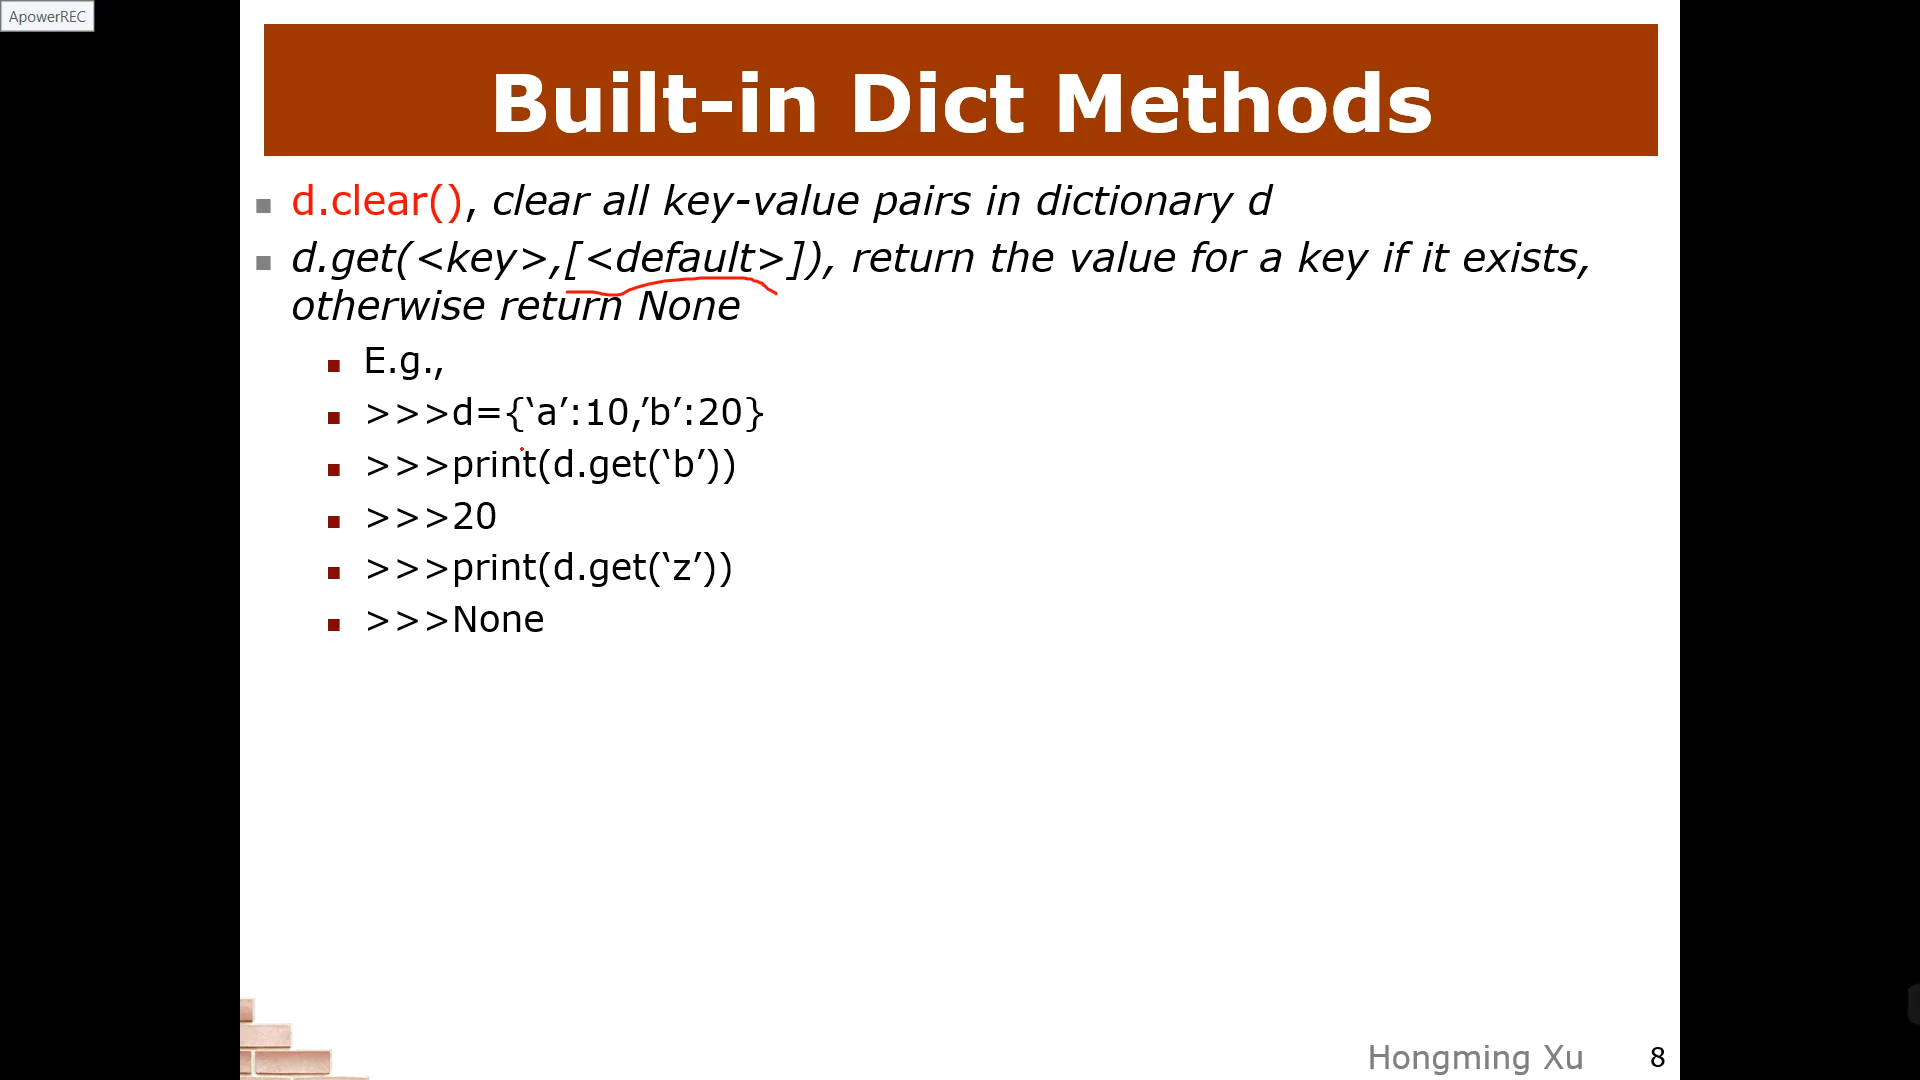 ApowerREC
Built-in Dict Methods
d.clear(), clear all key-value pairs in dictionary d
d.get(<key>,[<default>]), return the value for a key if it exists,
otherwise return None
E.g.,
>>>d={‘a’:10,’b’:20}
>>>print(d.get(‘b’))
>>>20
>>>print(d.get(‘z’))
>>>None
Hongming Xu
8